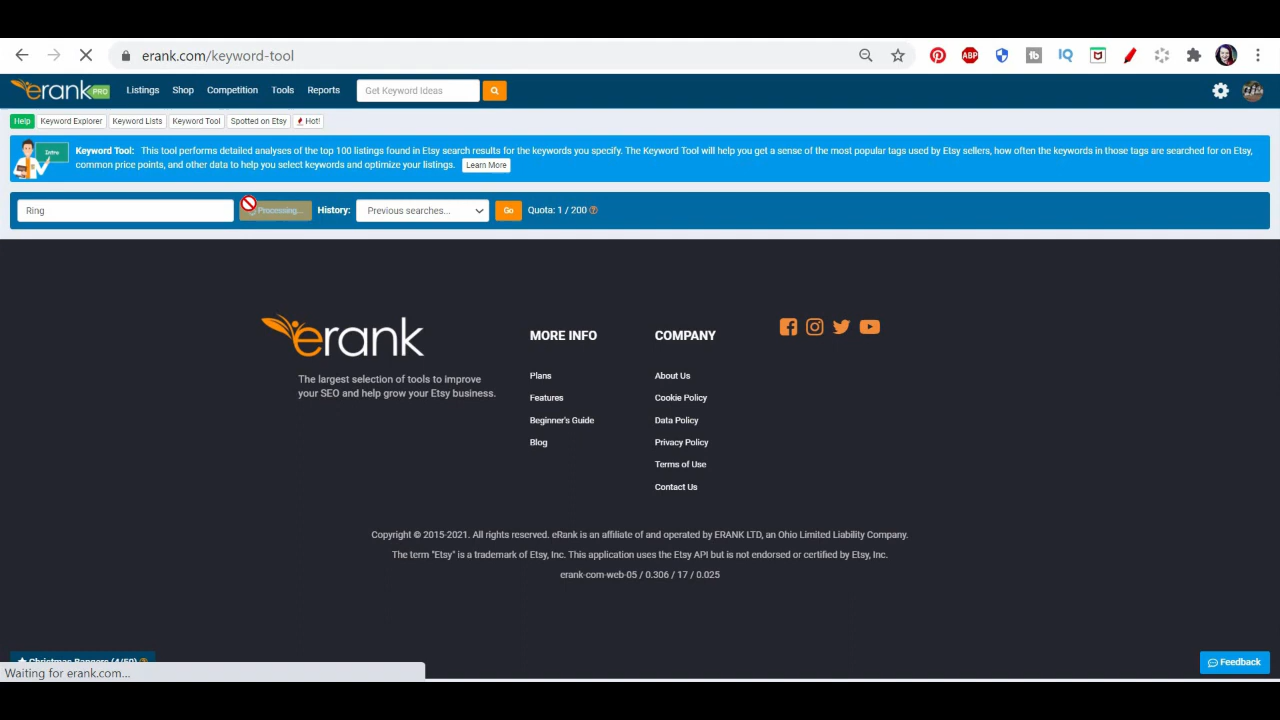 erank.com/keyword-tool
erank PRO Listings Shop Competition Tools Reports Get Keyword Ideas
Help Keyword Explorer Keyword Lists Keyword Tool Spotted on Etsy Hot!
Intro
Keyword Tool: This tool performs detailed analyses of the top 100 listings found in Etsy search results for the keywords you specify. The Keyword Tool will help you get a sense of the most popular tags used by Etsy sellers, how often the keywords in those tags are searched for on Etsy,
common price points, and other data to help you select keywords and optimize your listings. Learn More
Ring Processing... History: Previous searches... Go Quota: 1 / 200
erank
The largest selection of tools to improve
your SEO and help grow your Etsy business.
MORE INFO
Plans
Features
Beginner's Guide
Blog
COMPANY
About Us
Cookie Policy
Data Policy
Privacy Policy
Terms of Use
Contact Us
Copyright © 2015-2021. All rights reserved. eRank is an affiliate of and operated by ERANK LTD, an Ohio Limited Liability Company.
The term "Etsy" is a trademark of Etsy, Inc. This application uses the Etsy API but is not endorsed or certified by Etsy, Inc.
erank-com-web-05 / 0.306 / 17 / 0.025
Christmas Bangers (4/50)
Waiting for erank.com...
Feedback